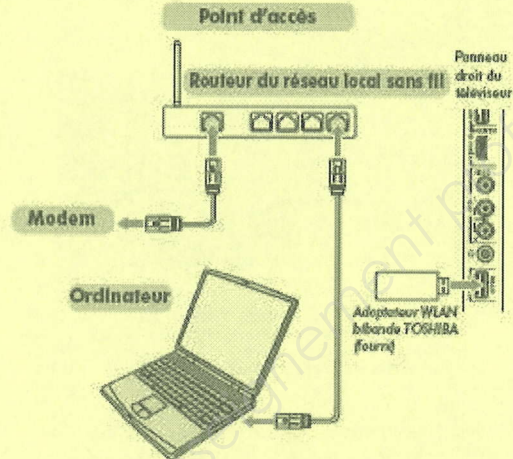 Point d'accès
Routeur du réseau local sans fil
Panneau
droit du
téléviseur
Modem
Ordinateur
Adaptateur WLAN
bibande TOSHIBA
(fourni)